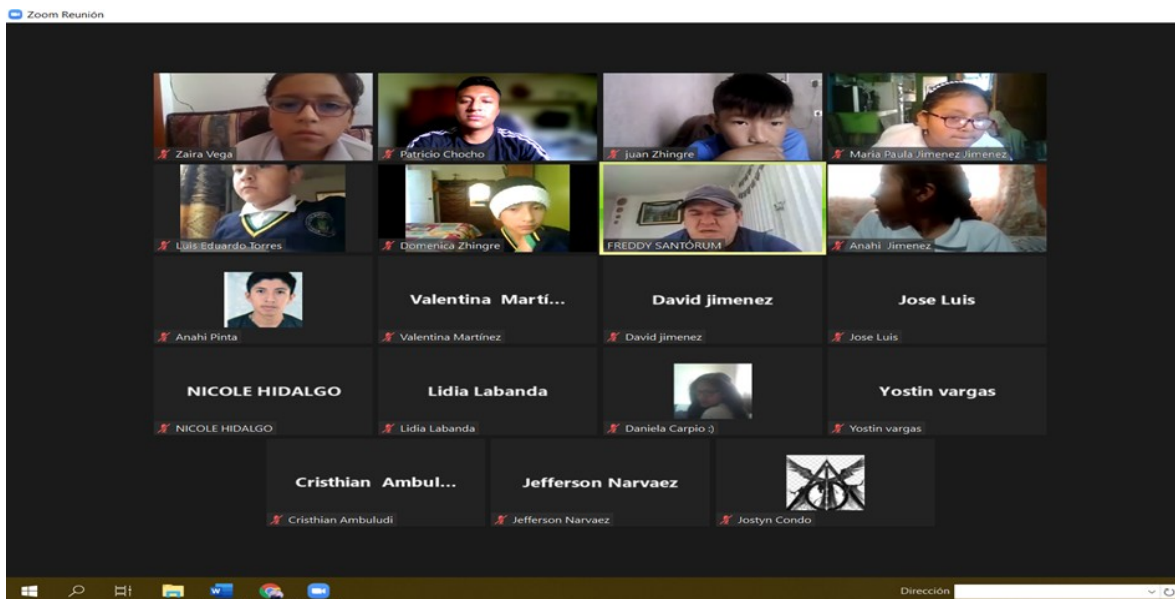 Zoom Reunión
Zaira Vega
Patricio Chocho
juan Zhingre
Maria Paula Jimenez Jimenez
Luis Eduardo Torres
Domenica Zhingre
FREDDY SANTÓRUM
Anahi Jimenez
Anahi Pinta
Valentina Martí...
Valentina Martínez
David jimenez
David jimenez
Jose Luis
Jose Luis
NICOLE HIDALGO
NICOLE HIDALGO
Lidia Labanda
Lidia Labanda
Daniela Carpio :)
Yostin vargas
Yostin vargas
Cristhian Ambul...
Cristhian Ambuludi
Jefferson Narvaez
Jefferson Narvaez
Jostyn Condo
Dirección